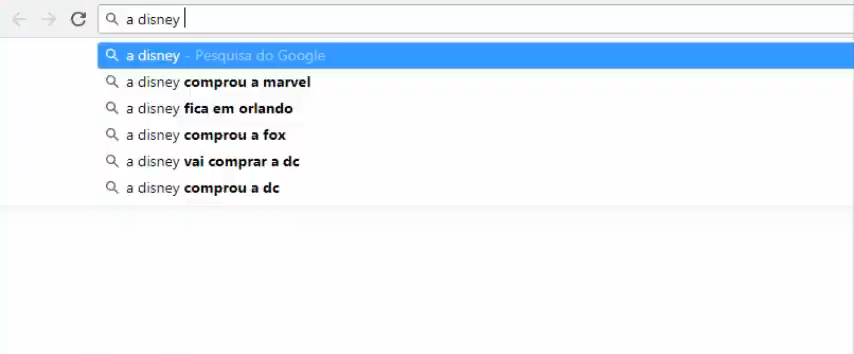 a disney
a disney - Pesquisa do Google
a disney comprou a marvel
a disney fica em orlando
a disney comprou a fox
a disney vai comprar a dc
a disney comprou a dc